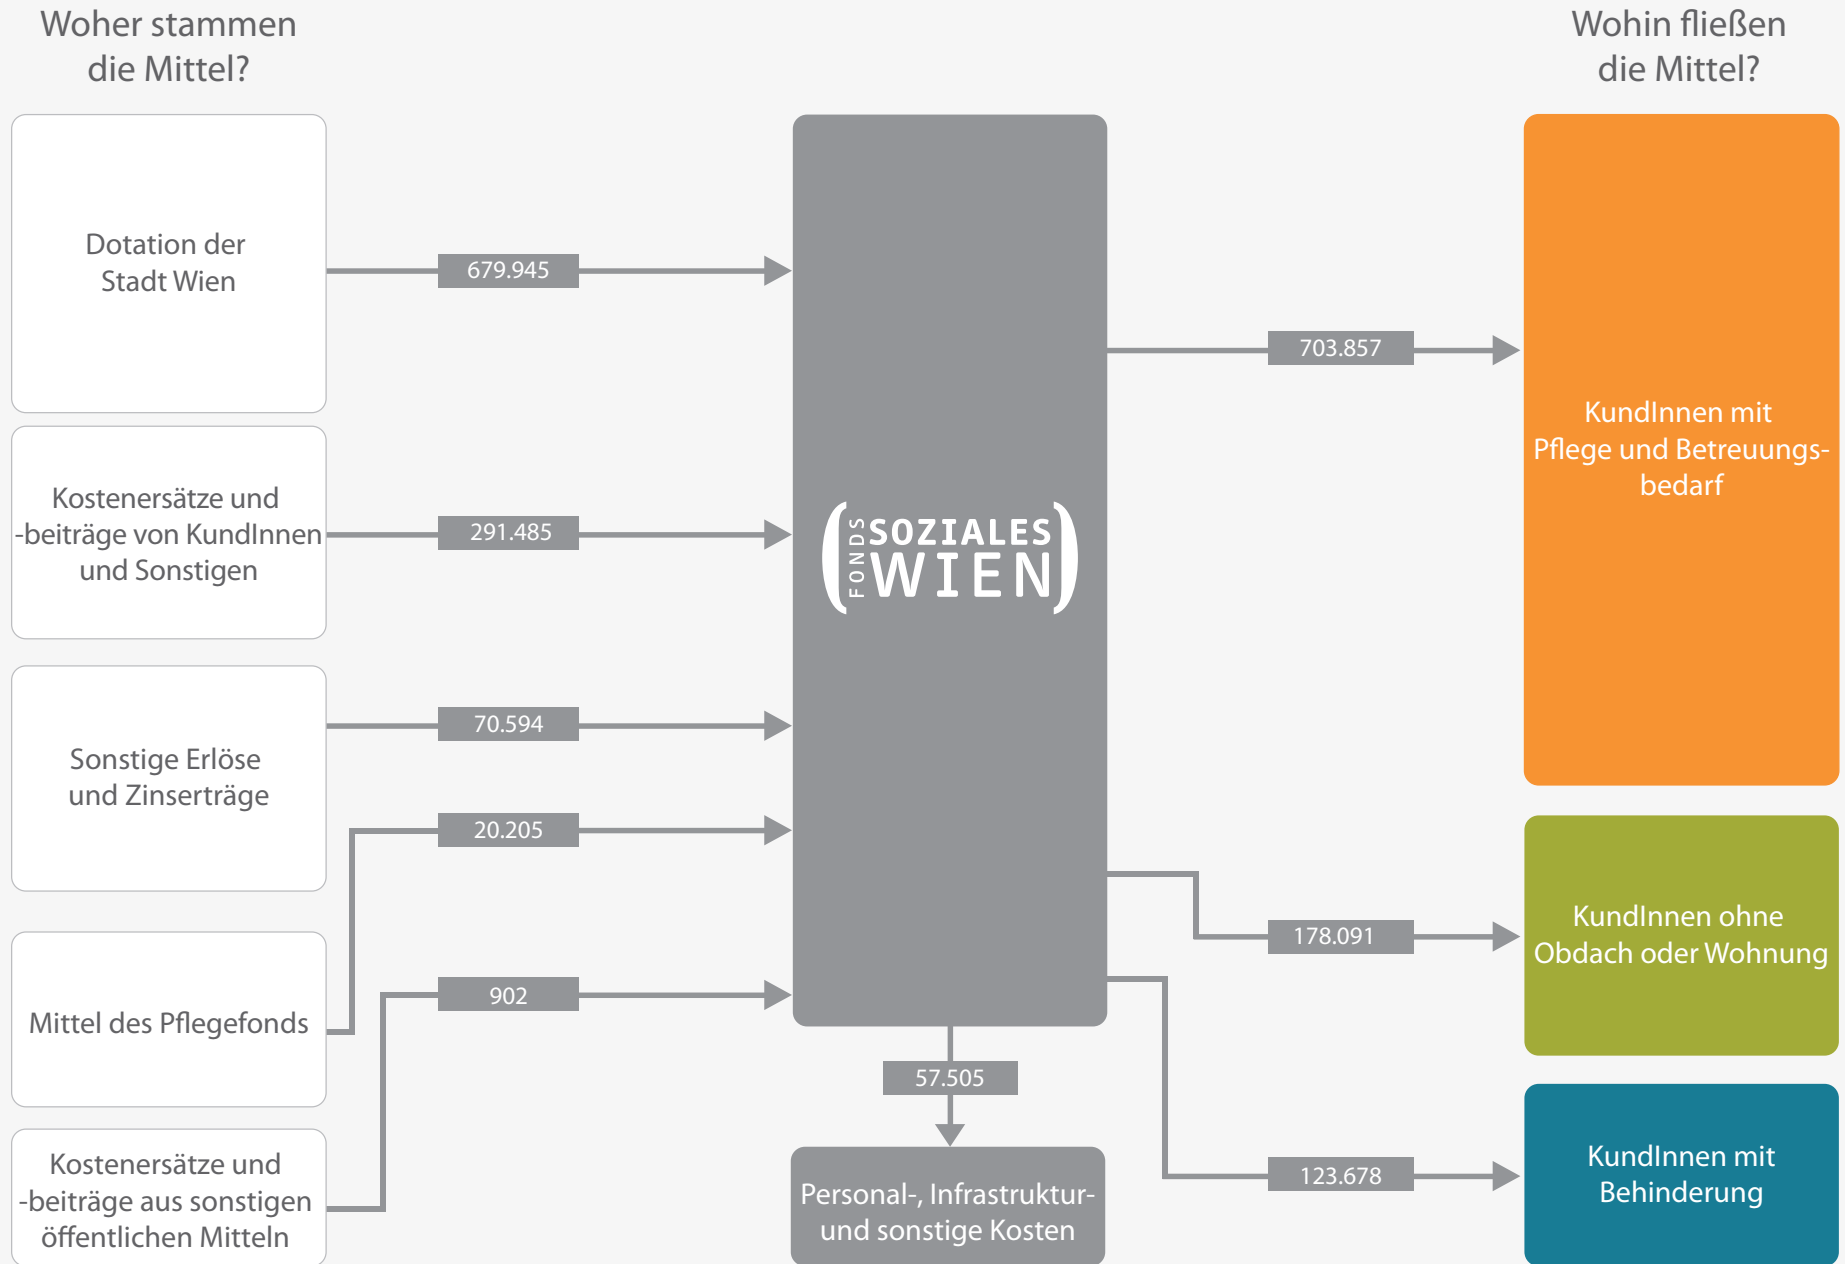 Woher stammen
die Mittel?
Wohin fließen
die Mittel?
Dotation der
Stadt Wien
679.945
Kostenersätze und
-beiträge von KundInnen
und Sonstigen
291.485
Sonstige Erlöse
und Zinserträge
70.594
20.205
Mittel des Pflegefonds
902
Kostenersätze und
-beiträge aus sonstigen
öffentlichen Mitteln
FONDS
SOZIALES
WIEN
57.505
Personal-, Infrastruktur-
und sonstige Kosten
703.857
KundInnen mit
Pflege und Betreuungs-
bedarf
178.091
KundInnen ohne
Obdach oder Wohnung
123.678
KundInnen mit
Behinderung